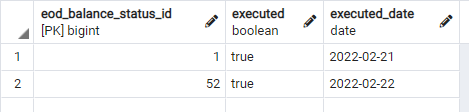 eod_balance_status_id executed executed_date
[PK] bigint boolean date
1 1 true 2022-02-21
2 52 true 2022-02-22